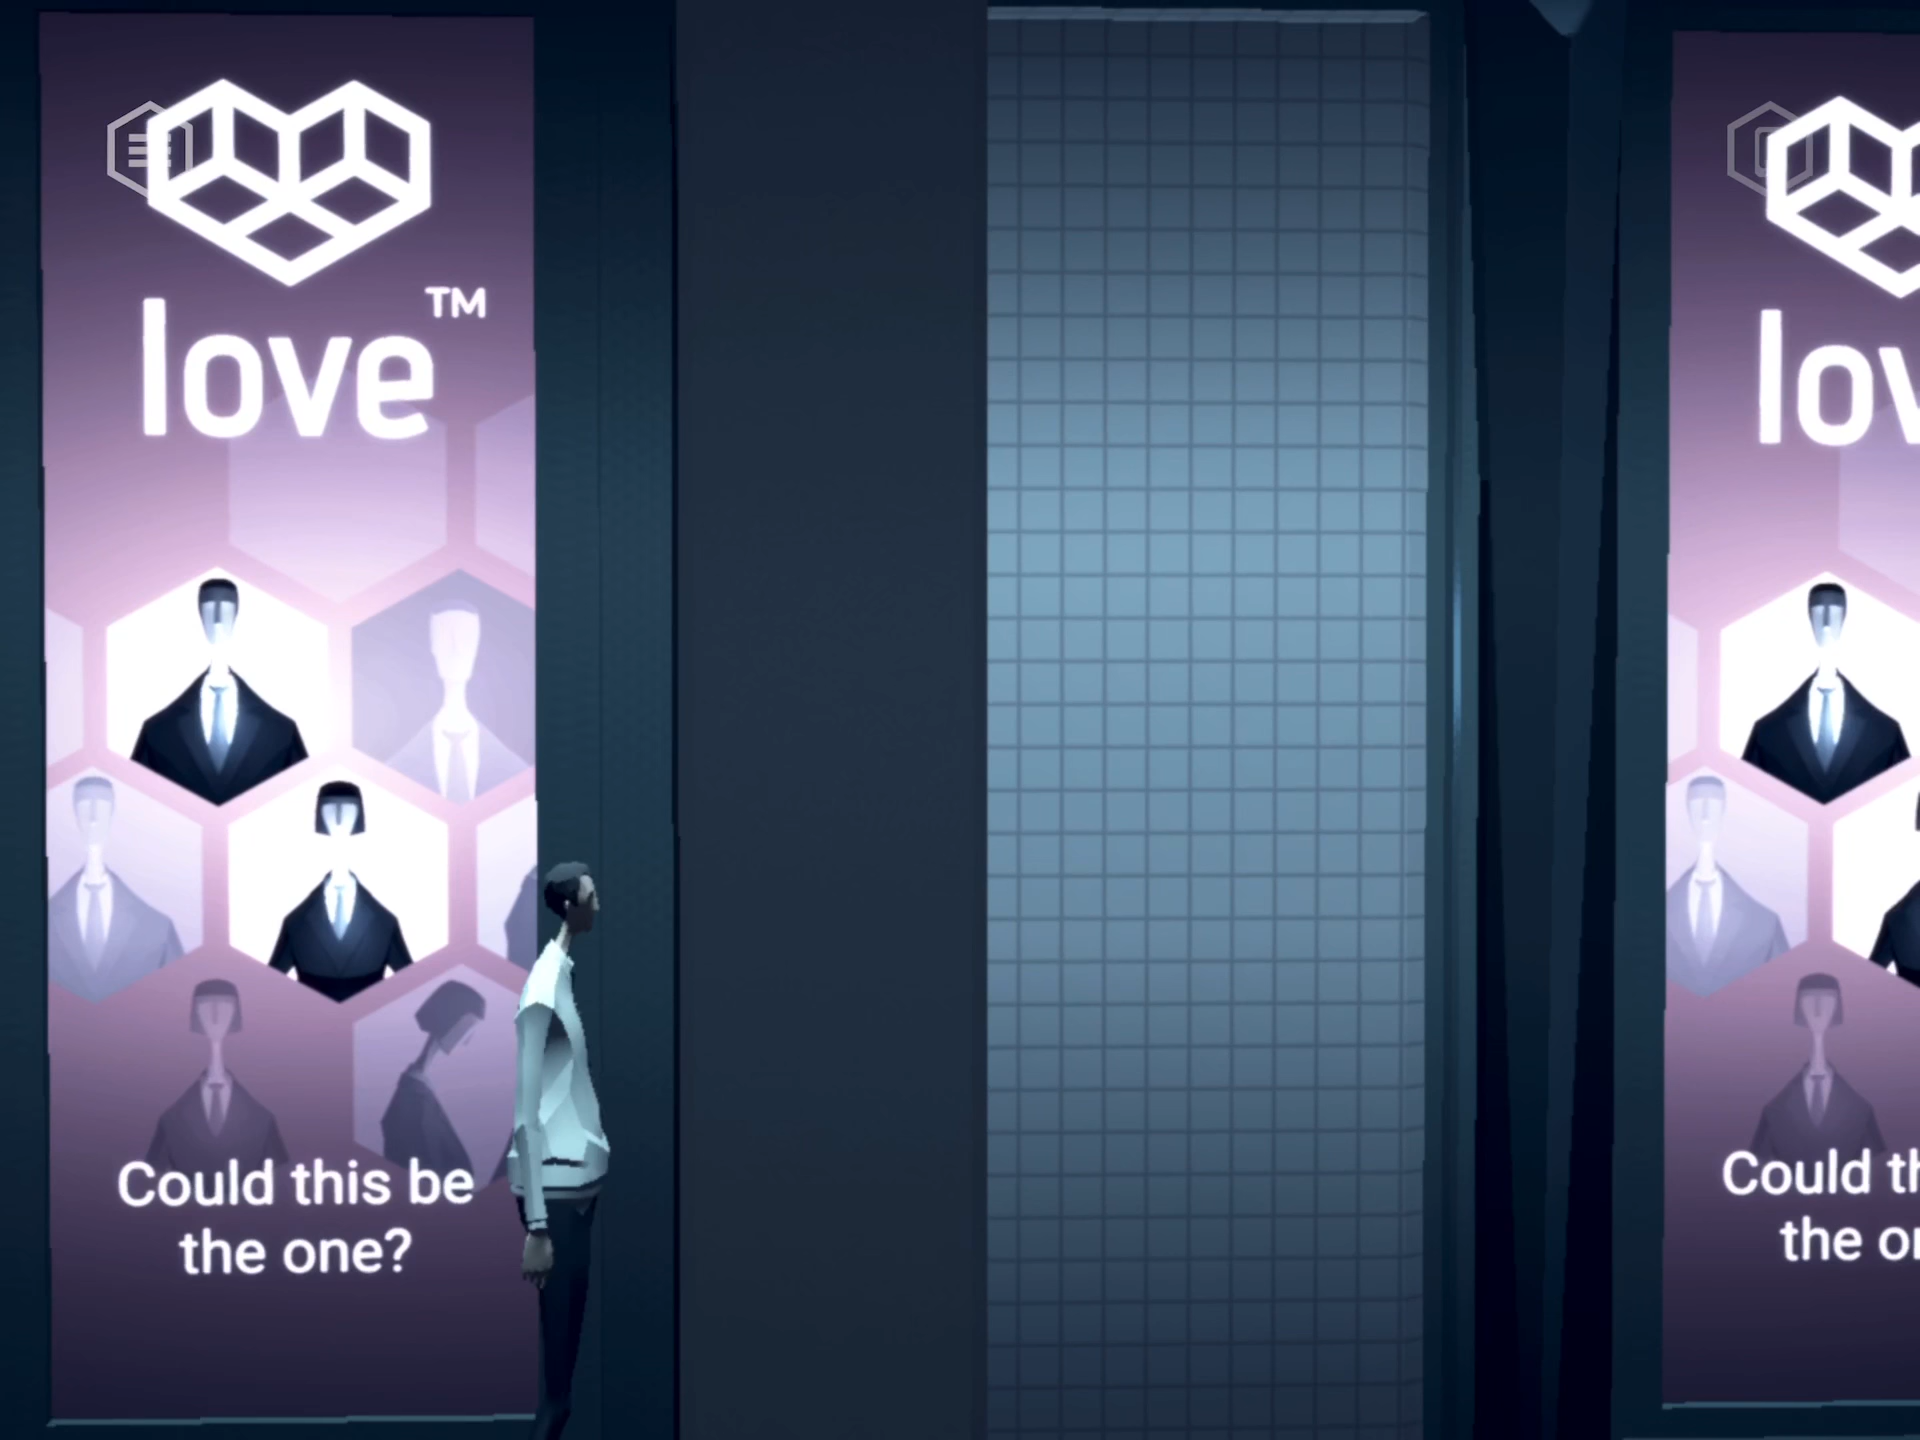 love™
Could this be
the one?
lov
Could th
the o